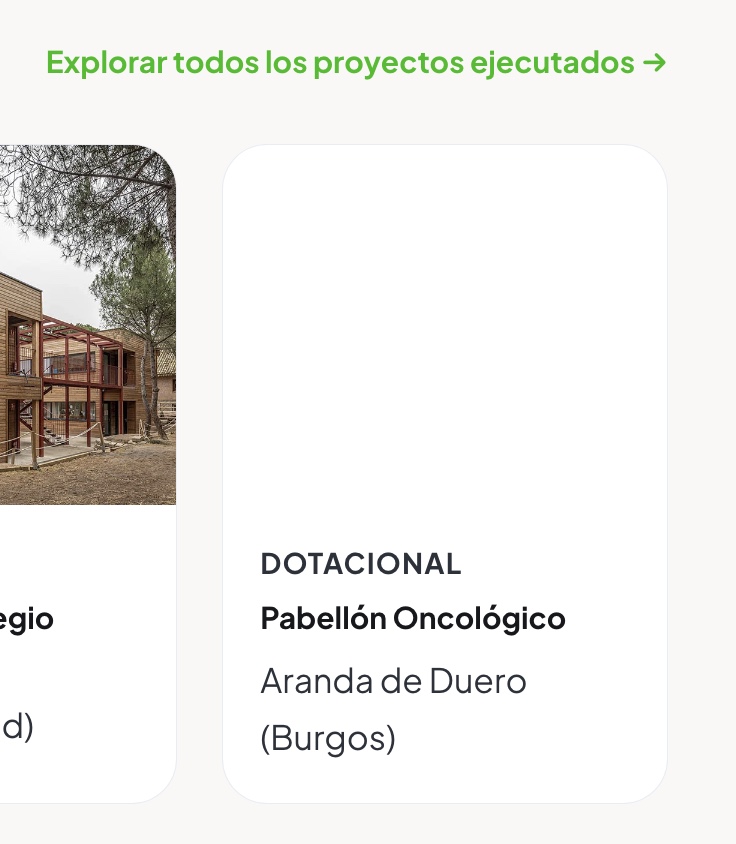 Explorar todos los proyectos ejecutados →
egio
d)
DOTACIONAL
Pabellón Oncológico
Aranda de Duero
(Burgos)